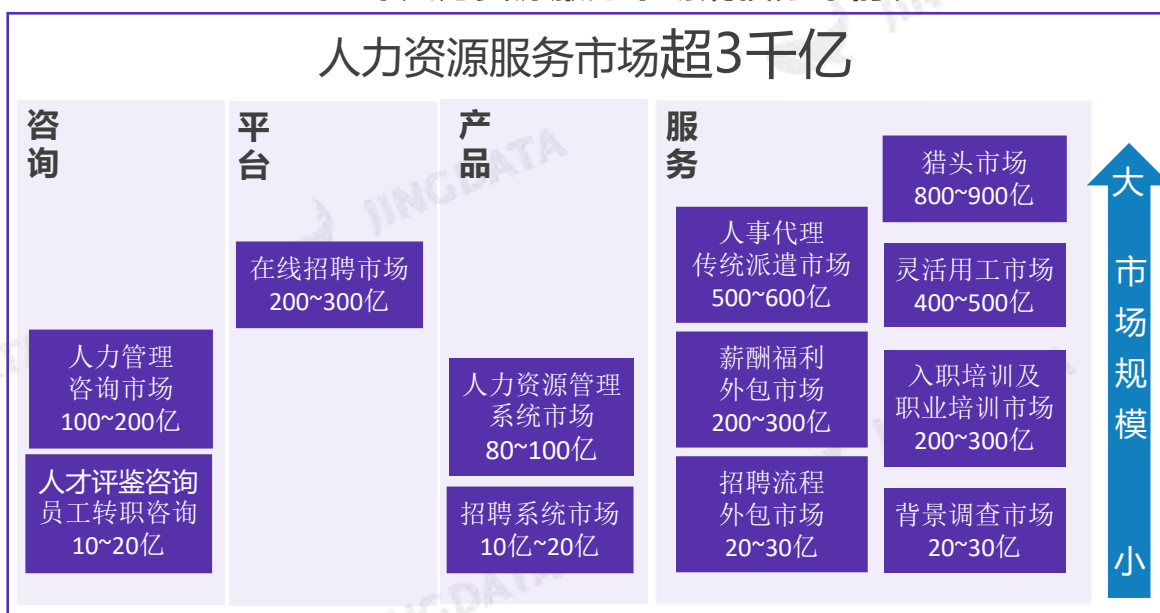 人力资源服务市场超3千亿
咨
询
人力管理
咨询市场
100~200亿
人才评鉴咨询
员工转职咨询
10~20亿
平
台
在线招聘市场
200~300亿
产
品
人力资源管理
系统市场
80~100亿
招聘系统市场
10亿~20亿
服
务
人事代理
传统派遣市场
500~600亿
薪酬福利
外包市场
200~300亿
招聘流程
外包市场
20~30亿
猎头市场
800~900亿
灵活用工市场
400~500亿
入职培训及
职业培训市场
200~300亿
背景调查市场
20~30亿
大
市
场
规
模
小
JINGDATA
JINGDATA